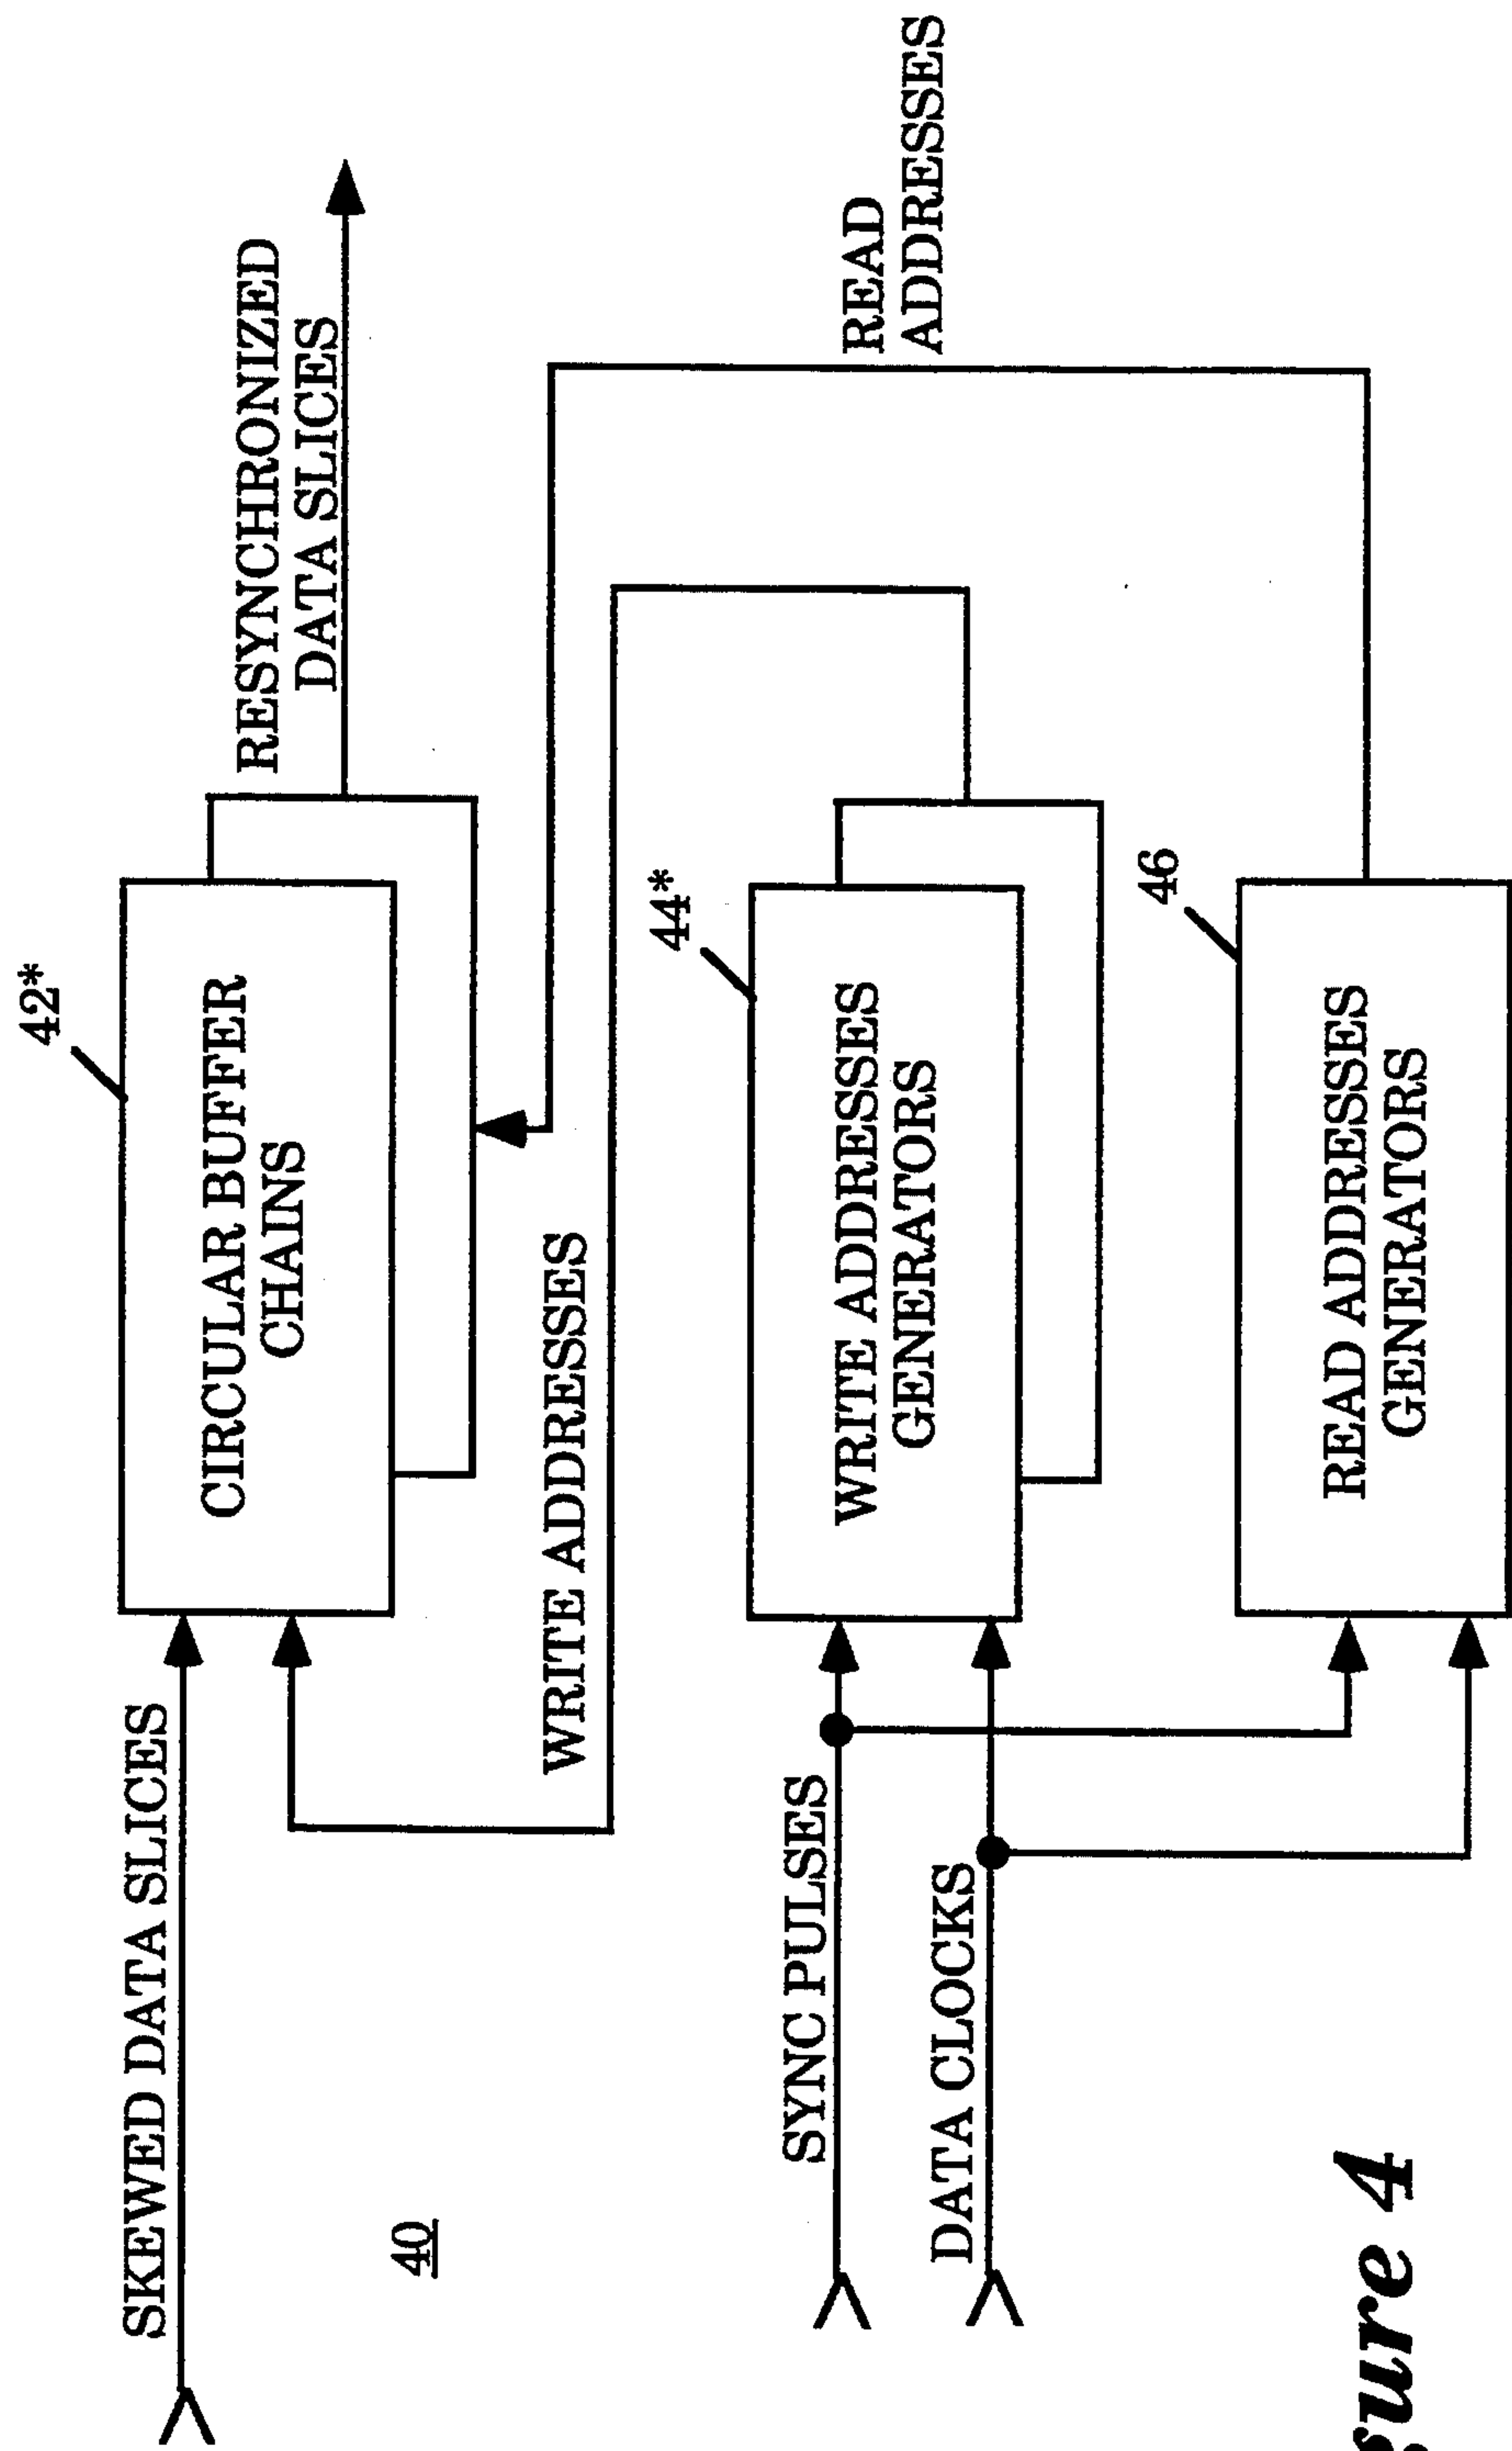 42*
SKEWED DATA SLICES
CIRCULAR BUFFER
CHAINS
RESYNCHRONIZED
DATA SLICES
40
WRITE ADDRESSES
44*
SYNC PULSES
DATA CLOCKS
WRITE ADDRESSES
GENERATORS
READ
ADDRESSES
46
READ ADDRESSES
GENERATORS
gure 4